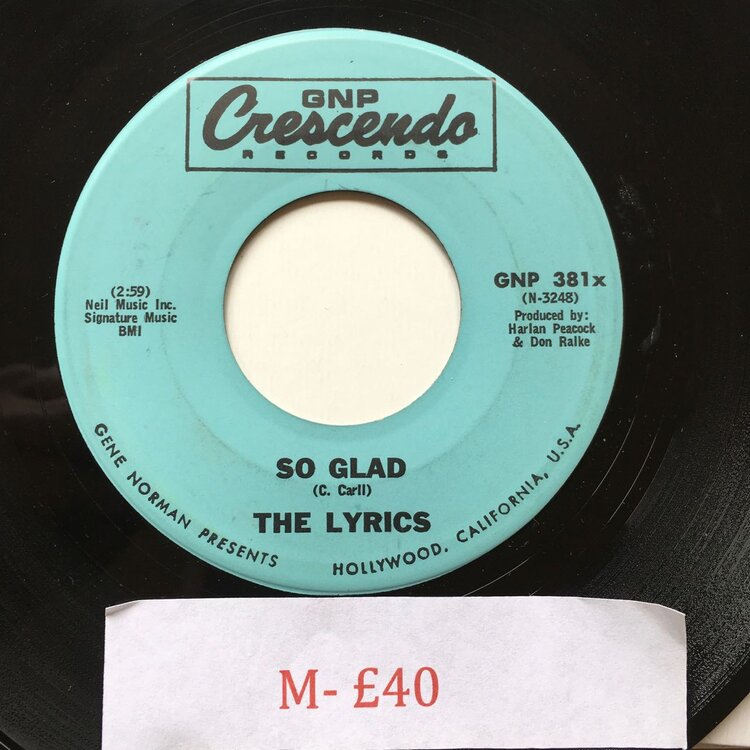 GNP
Crescendo
RECORDS
(2:59)
Neil Music Inc.
Signature Music
BMI
GNP 381x
(N-3248)
Produced by:
Harlan Peacock
& Don Ralke
SO GLAD
(C. Carll)
THE LYRICS
GENE NORMAN PRESENTS
HOLLYWOOD, CALIFORNIA, U.S.A.
M- £40